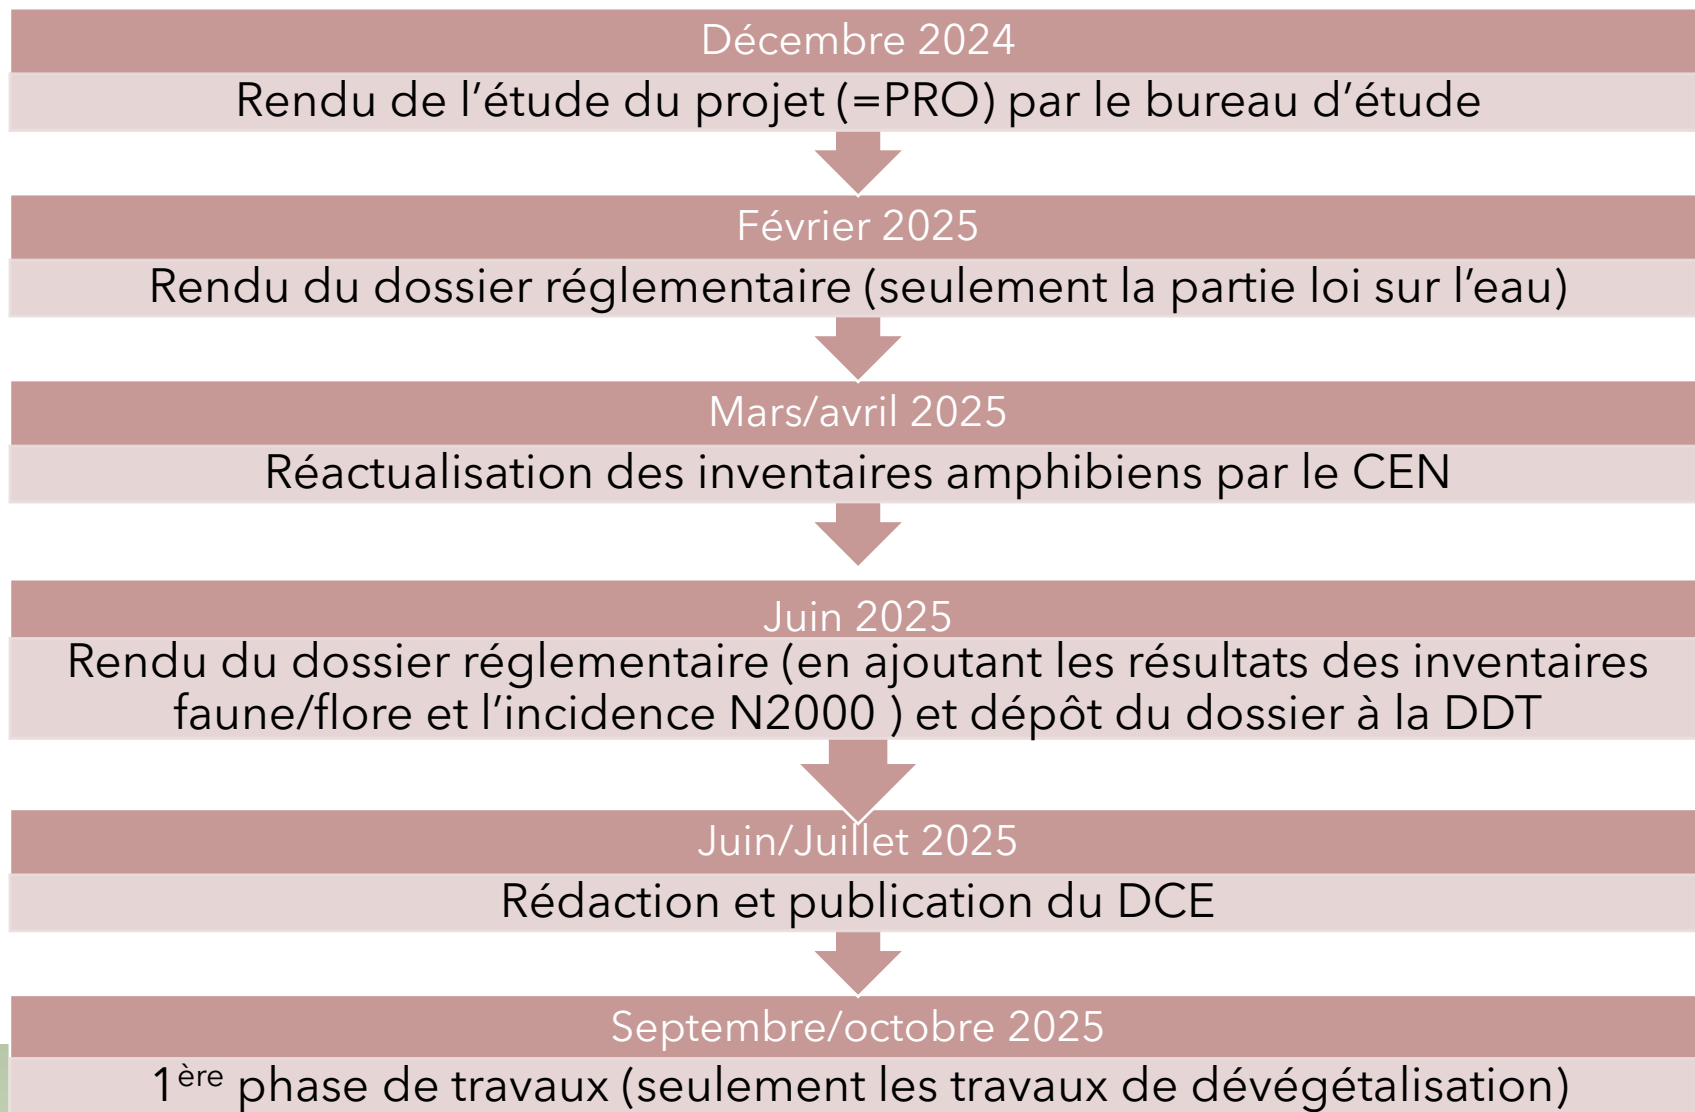 Décembre 2024
Rendu de l’étude du projet (=PRO) par le bureau d’étude
Février 2025
Rendu du dossier réglementaire (seulement la partie loi sur l’eau)
Mars/avril 2025
Réactualisation des inventaires amphibiens par le CEN
Juin 2025
Rendu du dossier réglementaire (en ajoutant les résultats des inventaires
faune/flore et l’incidence N2000 ) et dépôt du dossier à la DDT
Juin/Juillet 2025
Rédaction et publication du DCE
Septembre/octobre 2025
1ère phase de travaux (seulement les travaux de dévégétalisation)